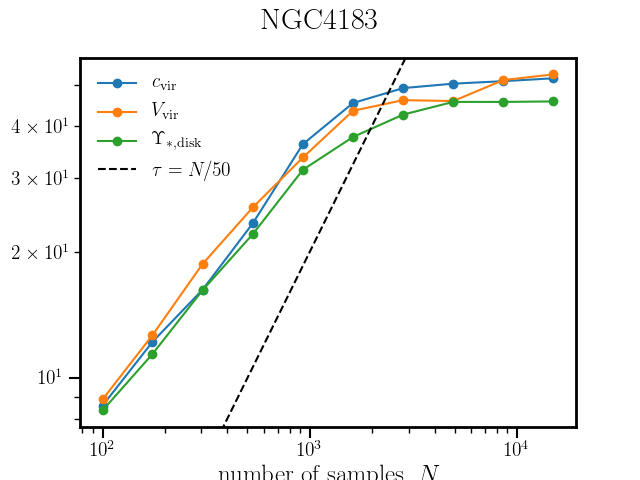 NGC4183
c_vir
V_vir
Υ_*,disk
τ = N/50
4 × 10^1
3 × 10^1
2 × 10^1
10^1
10^2
10^3
10^4
number of samples N